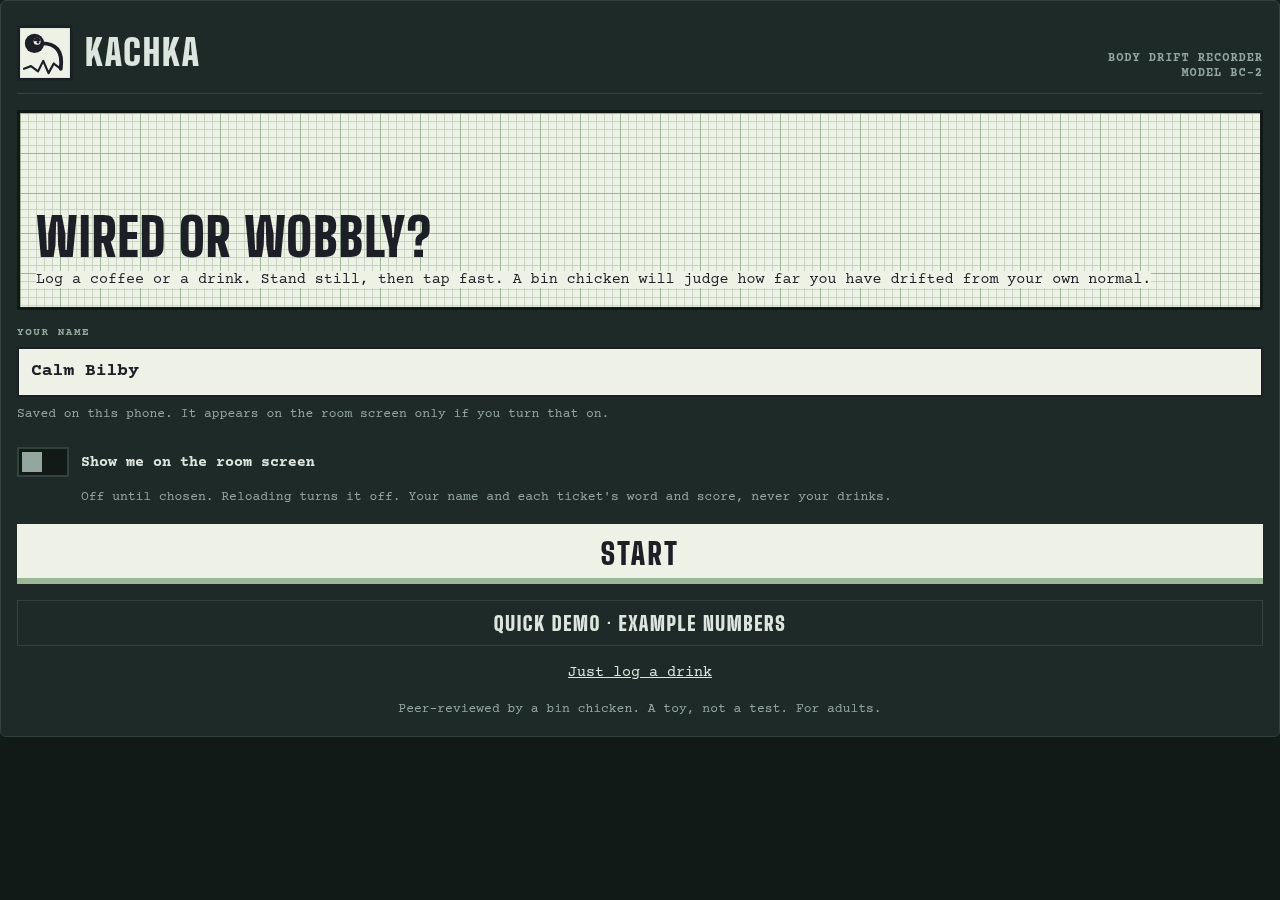 KACHKA
BODY DRIFT RECORDER
MODEL BC-2
WIRED OR WOBBLY?
Log a coffee or a drink. Stand still, then tap fast. A bin chicken will judge how far you have drifted from your own normal.
YOUR NAME
Calm Bilby
Saved on this phone. It appears on the room screen only if you turn that on.
Show me on the room screen
Off until chosen. Reloading turns it off. Your name and each ticket's word and score, never your drinks.
START
QUICK DEMO · EXAMPLE NUMBERS
Just log a drink
Peer-reviewed by a bin chicken. A toy, not a test. For adults.